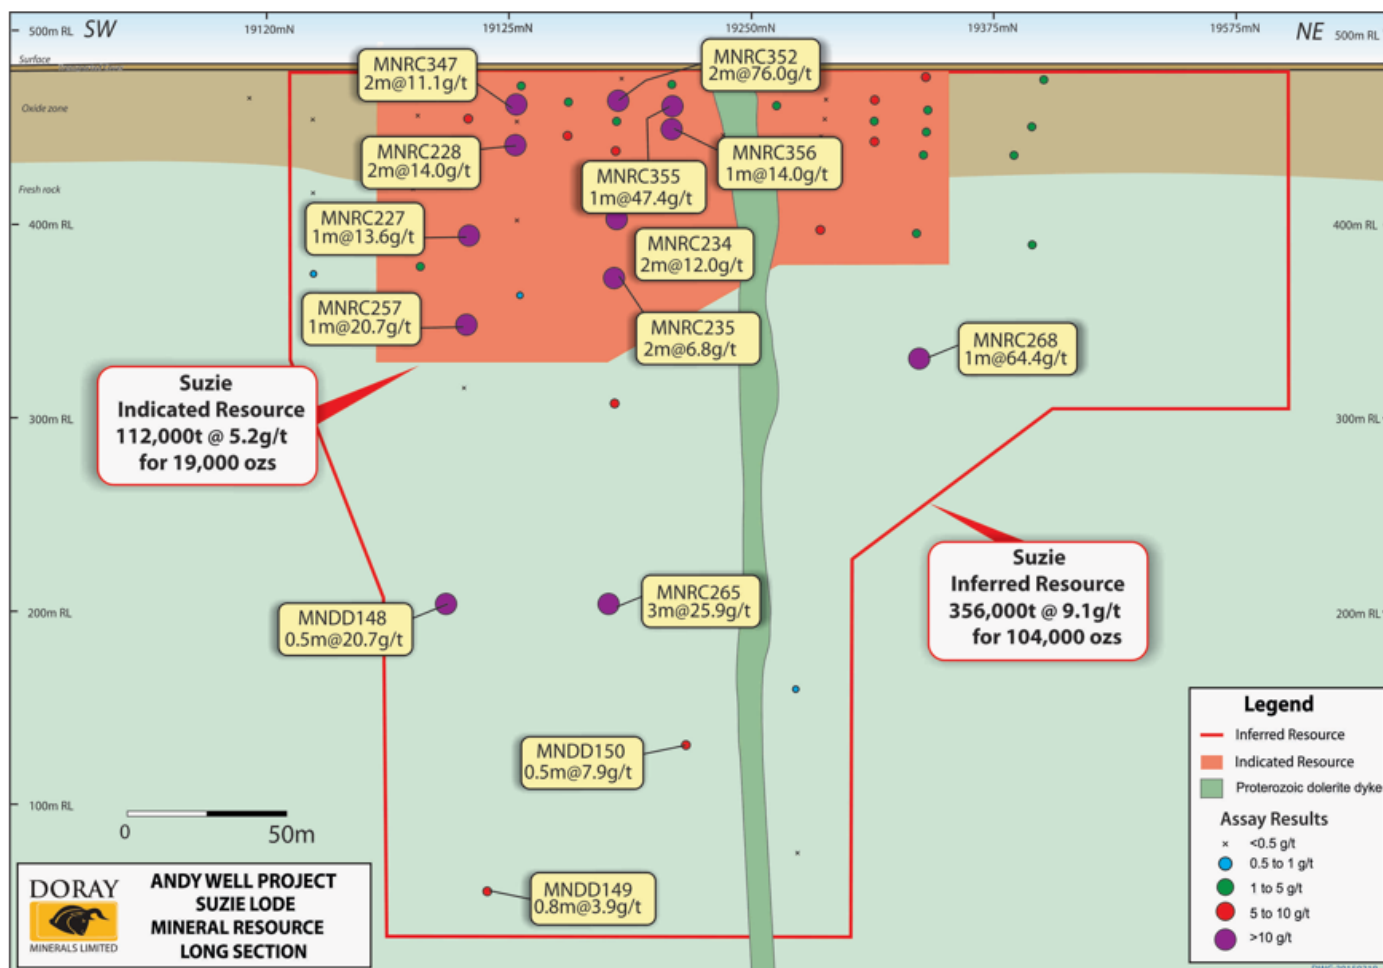 500m RL SW 19120mN 19125mN 19250mN 19375mN 19575mN NE 500m RL
Surface
Oxide zone
Fresh rock
MNRC347
2m@11.1g/t
MNRC352
2m@76.0g/t
MNRC228
2m@14.0g/t
MNRC355
1m@47.4g/t
MNRC356
1m@14.0g/t
400m RL
400m RL
MNRC227
1m@13.6g/t
MNRC234
2m@12.0g/t
MNRC257
1m@20.7g/t
MNRC235
2m@6.8g/t
MNRC268
1m@64.4g/t
Suzie
Indicated Resource
112,000t @ 5.2g/t
for 19,000 ozs
300m RL
300m RL
Suzie
Inferred Resource
356,000t @ 9.1g/t
for 104,000 ozs
200m RL
200m RL
MNDD148
0.5m@20.7g/t
MNRC265
3m@25.9g/t
MNDD150
0.5m@7.9g/t
100m RL
0 50m
MNDD149
0.8m@3.9g/t
DORAY
MINERALS LIMITED
ANDY WELL PROJECT
SUZIE LODE
MINERAL RESOURCE
LONG SECTION
Legend
Inferred Resource
Indicated Resource
Proterozoic dolerite dyke
Assay Results
<0.5 g/t
0.5 to 1 g/t
1 to 5 g/t
5 to 10 g/t
>10 g/t